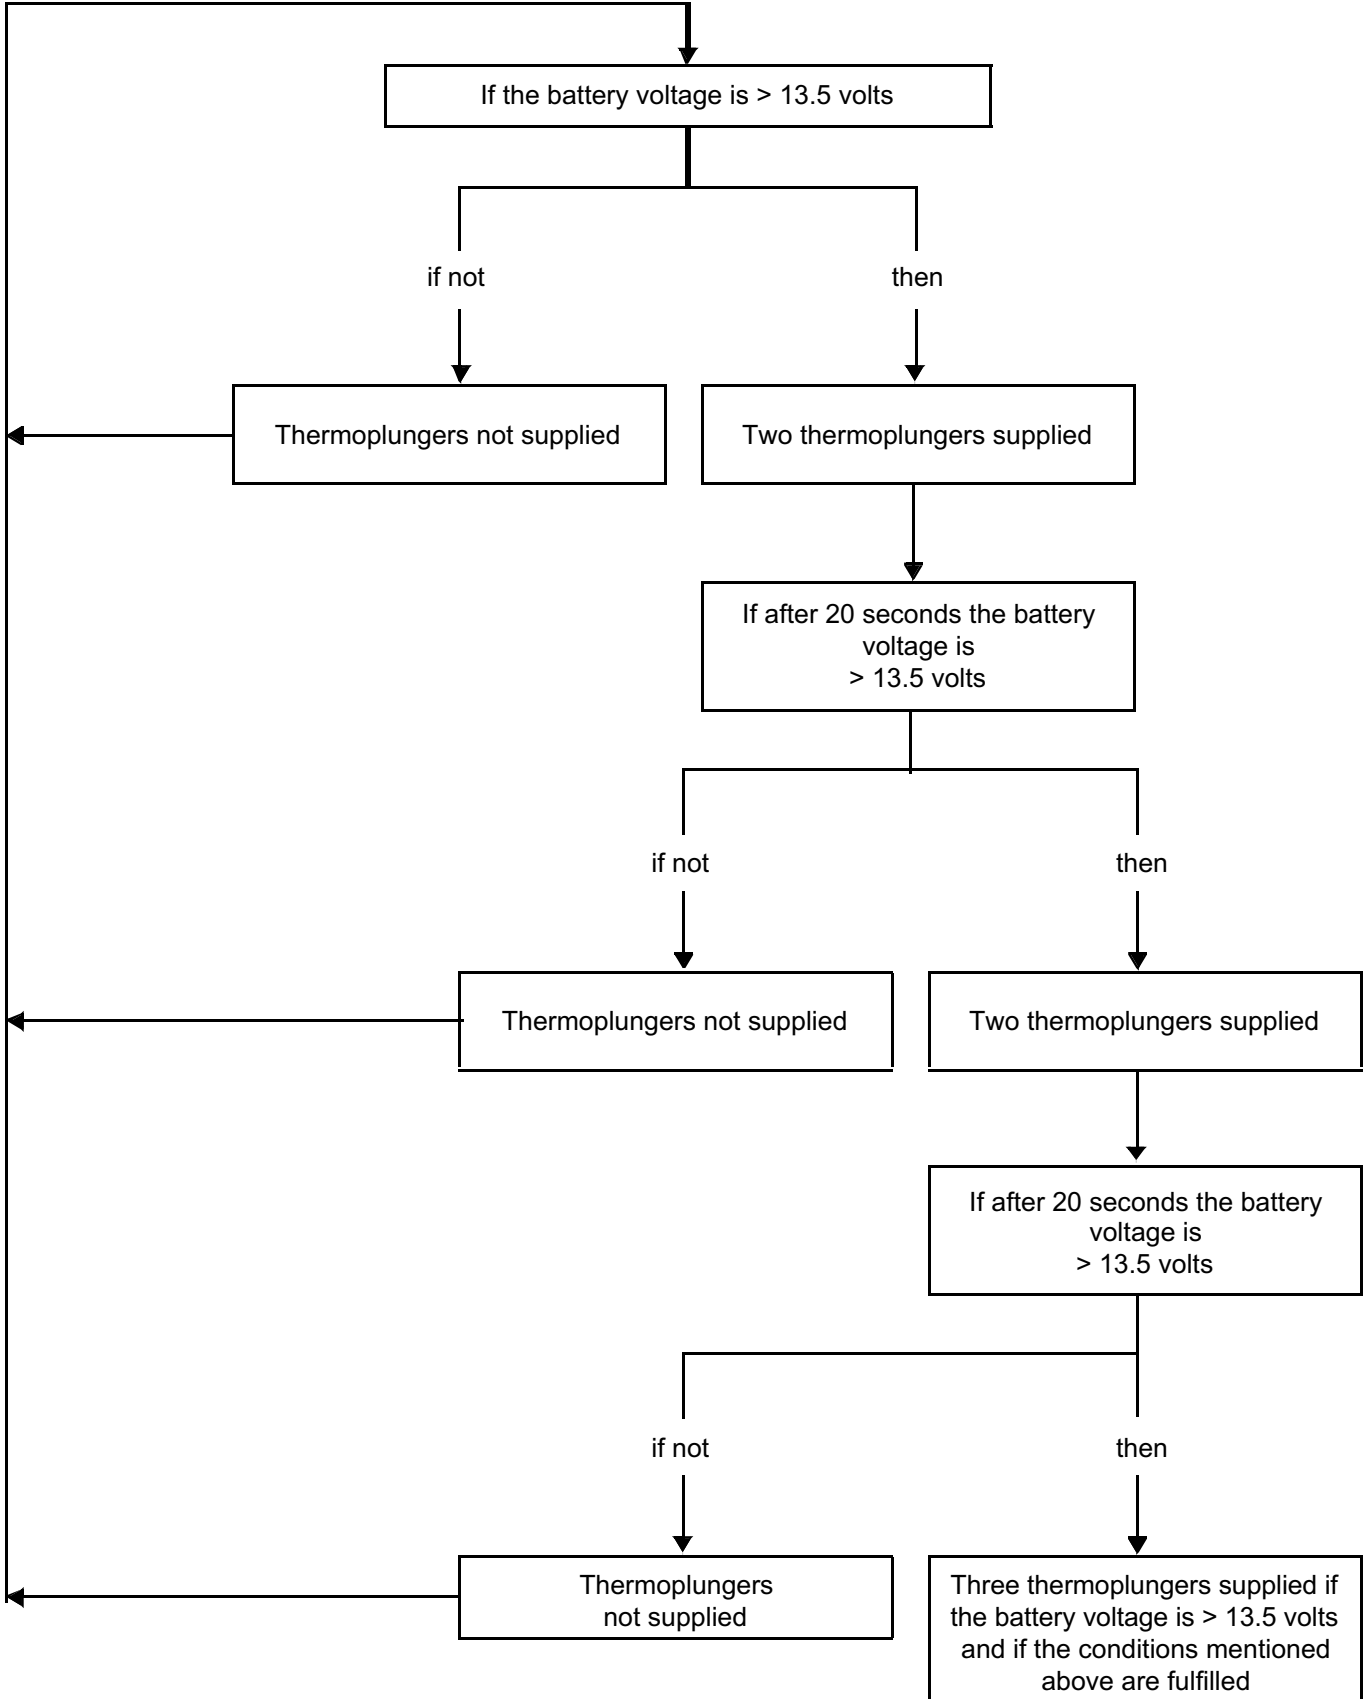 If the battery voltage is > 13.5 volts
if not
then
Thermoplungers not supplied
Two thermoplungers supplied
If after 20 seconds the battery
voltage is
> 13.5 volts
if not
then
Thermoplungers not supplied
Two thermoplungers supplied
If after 20 seconds the battery
voltage is
> 13.5 volts
if not
then
Thermoplungers
not supplied
Three thermoplungers supplied if
the battery voltage is > 13.5 volts
and if the conditions mentioned
above are fulfilled